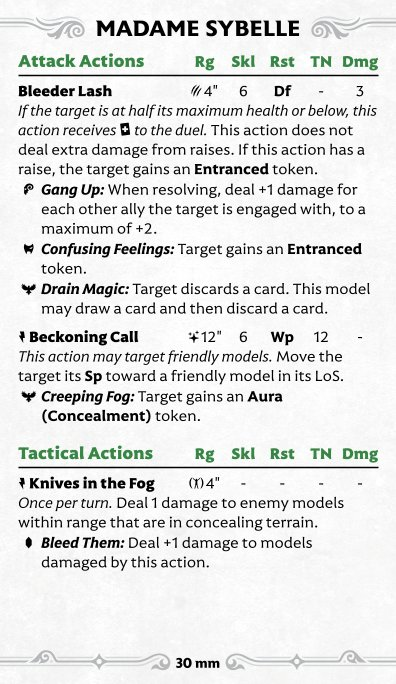 MADAME SYBELLE
Attack Actions Rg Skl Rst TN Dmg
Bleeder Lash 4" 6 Df - 3
If the target is at half its maximum health or below, this
action receives to the duel. This action does not
deal extra damage from raises. If this action has a
raise, the target gains an Entranced token.
Gang Up: When resolving, deal +1 damage for
each other ally the target is engaged with, to a
maximum of +2.
Confusing Feelings: Target gains an Entranced
token.
Drain Magic: Target discards a card. This model
may draw a card and then discard a card.
Beckoning Call 12" 6 Wp 12 -
This action may target friendly models. Move the
target its Sp toward a friendly model in its LoS.
Creeping Fog: Target gains an Aura
(Concealment) token.
Tactical Actions Rg Skl Rst TN Dmg
Knives in the Fog 4" - - - -
Once per turn. Deal 1 damage to enemy models
within range that are in concealing terrain.
Bleed Them: Deal +1 damage to models
damaged by this action.
30 mm